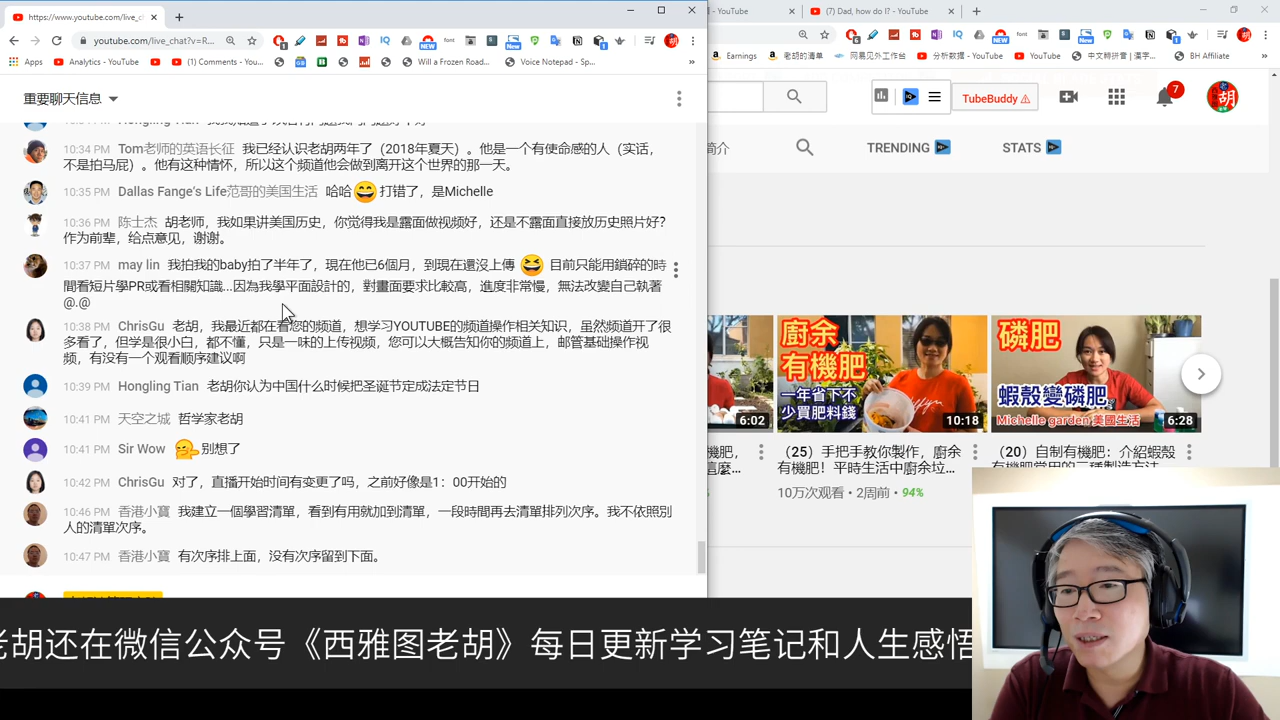 https://www.youtube.com/live_ch
YouTube
(7) Dad, how do I? - YouTube
youtube.com/live_chat?v=R...
Apps
Analytics - YouTube
(1) Comments - You...
Will a Frozen Road...
Voice Notepad - Sp...
Earnings
老胡的清单
网易见外工作台
分析数据 - YouTube
YouTube
中文轉拼音 | 漢字...
BH Affiliate
重要聊天信息
TubeBuddy
7
简介
TRENDING
STATS
10:34 PM Tom老师的英语长征 我已经认识老胡两年了（2018年夏天）。他是一个有使命感的人（实话，
不是拍马屁）。他有这种情怀，所以这个频道他会做到离开这个世界的那一天。
10:35 PM Dallas Fange's Life范哥的美国生活 哈哈😄打错了，是Michelle
10:36 PM 陈士杰 胡老师，我如果讲美国历史，你觉得我是露面做视频好，还是不露面直接放历史照片好?
作为前辈，给点意见，谢谢。
10:37 PM may lin 我拍我的baby拍了半年了，現在他已6個月，到現在還沒上傳 😆 目前只能用鎖碎的時
間看短片學PR或看相關知識...因為我學平面設計的，對畫面要求比較高，進度非常慢，無法改變自己執著
@.@
10:38 PM ChrisGu 老胡，我最近都在看您的频道，想学习YOUTUBE的频道操作相关知识，虽然频道开了很
多看了，但学是很小白，都不懂，只是一味的上传视频，您可以大概告知你的频道上，邮管基础操作视
频，有没有一个观看顺序建议啊
10:39 PM Hongling Tian 老胡你认为中国什么时候把圣诞节定成法定节日
10:41 PM 天空之城 哲学家老胡
10:41 PM Sir Wow 别想了
10:42 PM ChrisGu 对了，直播开始时间有变更了吗，之前好像是1：00开始的
10:46 PM 香港小寶 我建立一個學習清單，看到有用就加到清單，一段時間再去清單排列次序。我不依照別
人的清單次序。
10:47 PM 香港小寶 有次序排上面，没有次序留到下面。
6:02
廚余
有機肥
一年省下不
少買肥料錢
10:18
磷肥
蝦殼變磷肥
Michelle garden 美國生活
6:28
機肥，
這麼...
（25）手把手教你製作，廚余
有機肥！平時生活中廚余垃...
10万次观看 • 2周前 • 94%
（20）自制有機肥：介紹蝦殼
老胡还在微信公众号《西雅图老胡》每日更新学习笔记和人生感悟